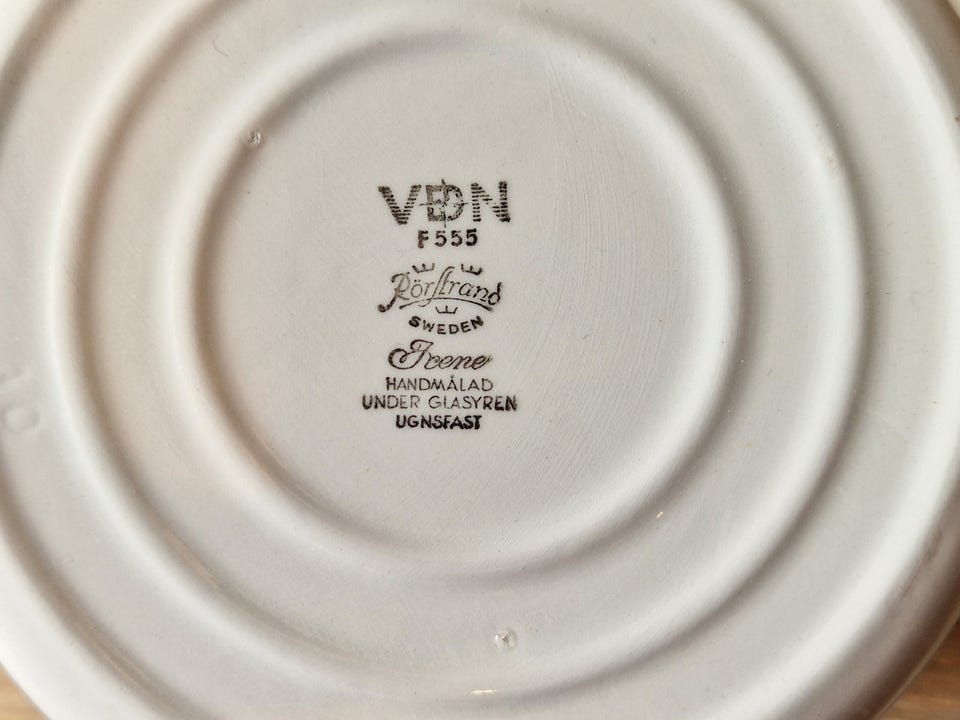 VDN
F555
Rörstrand
SWEDEN
Irene
HANDMÅLAD
UNDER GLASYREN
UGNSFAST